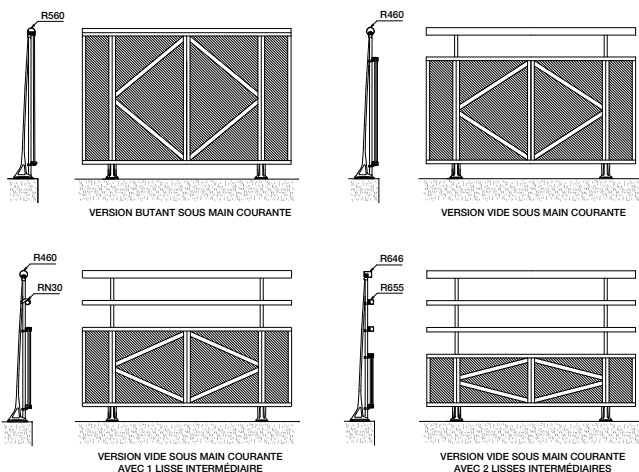 R560
VERSION BUTANT SOUS MAIN COURANTE
R460
VERSION VIDE SOUS MAIN COURANTE
R460
RN30
VERSION VIDE SOUS MAIN COURANTE
AVEC 1 LISSE INTERMÉDIAIRE
R646
R655
VERSION VIDE SOUS MAIN COURANTE
AVEC 2 LISSES INTERMÉDIAIRES